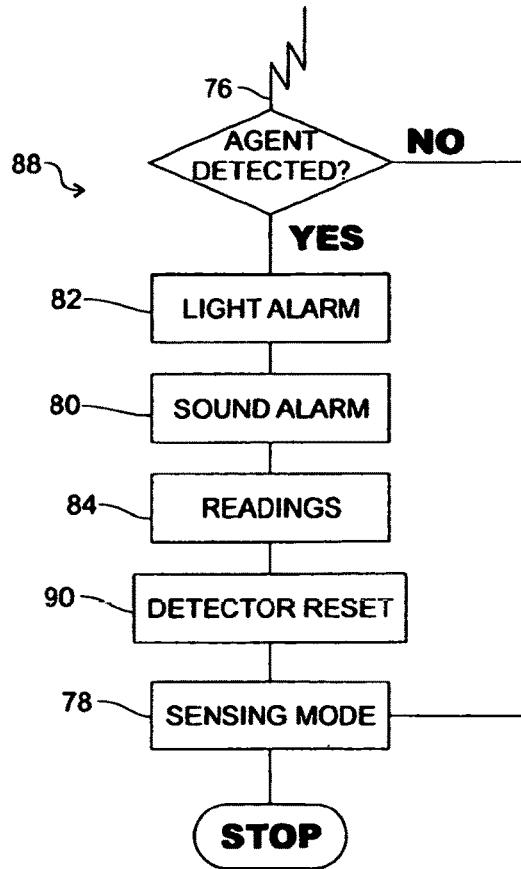 76
AGENT
DETECTED?
NO
88
YES
82
LIGHT ALARM
80
SOUND ALARM
84
READINGS
90
DETECTOR RESET
78
SENSING MODE
STOP